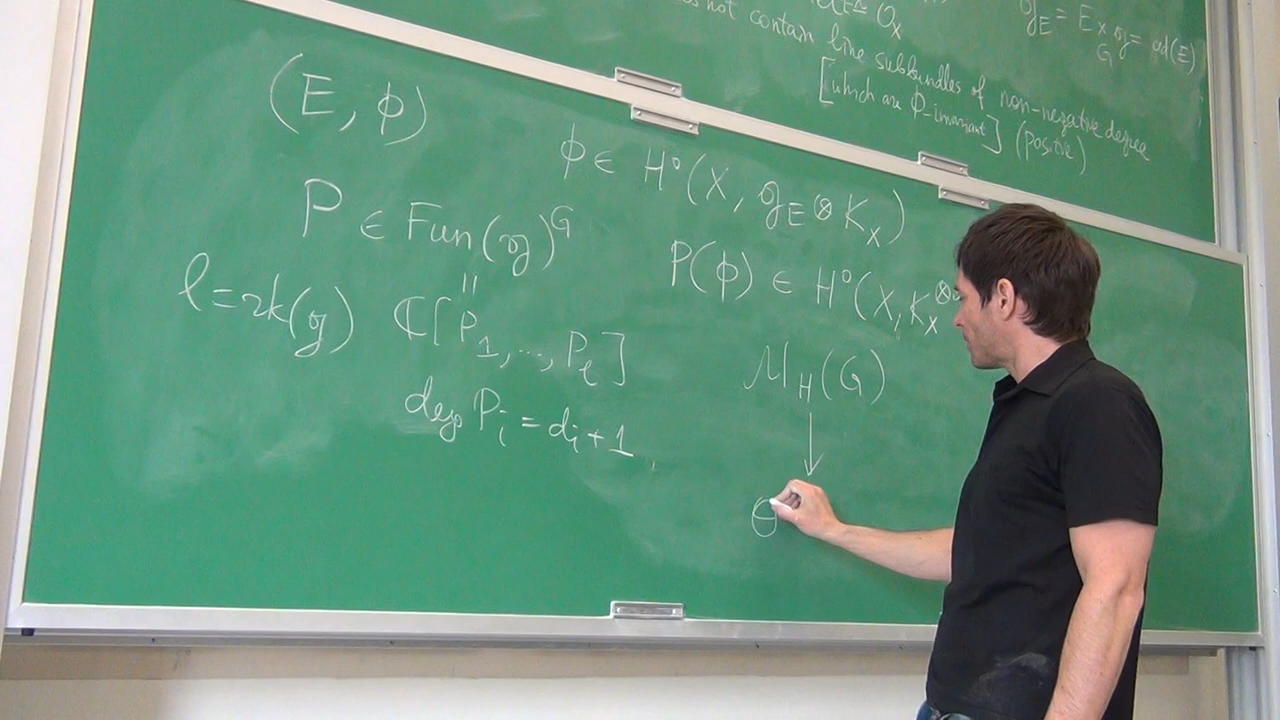 ≅ O_X
not contain line subbundles of non-negative degree
[which are φ-invariant] (positive)
𝔤_E = E ×_G 𝔤 = ad(E)
(E, φ)
φ ∈ H⁰(X, 𝔤_E ⊗ K_X)
P ∈ Fun(𝔤)^G
P(φ) ∈ H⁰(X, K_X^⊗
ℓ = rk(𝔤)
"
ℂ[P_1, ..., P_ℓ]
deg P_i = d_i + 1
M_H(G)
↓
⊕